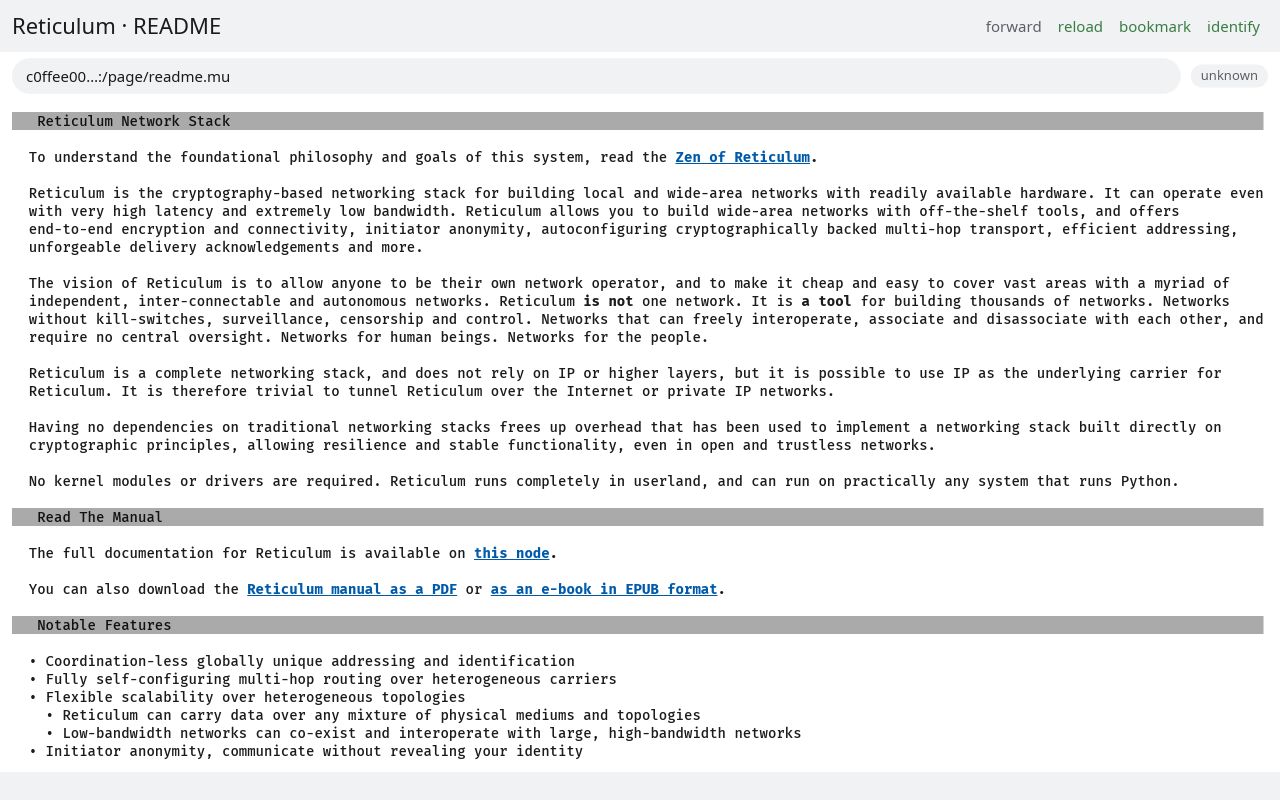 Reticulum · README
forward reload bookmark identify
c0ffee00...:/page/readme.mu
unknown
Reticulum Network Stack
To understand the foundational philosophy and goals of this system, read the Zen of Reticulum.
Reticulum is the cryptography-based networking stack for building local and wide-area networks with readily available hardware. It can operate even
with very high latency and extremely low bandwidth. Reticulum allows you to build wide-area networks with off-the-shelf tools, and offers
end-to-end encryption and connectivity, initiator anonymity, autoconfiguring cryptographically backed multi-hop transport, efficient addressing,
unforgeable delivery acknowledgements and more.
The vision of Reticulum is to allow anyone to be their own network operator, and to make it cheap and easy to cover vast areas with a myriad of
independent, inter-connectable and autonomous networks. Reticulum is not one network. It is a tool for building thousands of networks. Networks
without kill-switches, surveillance, censorship and control. Networks that can freely interoperate, associate and disassociate with each other, and
require no central oversight. Networks for human beings. Networks for the people.
Reticulum is a complete networking stack, and does not rely on IP or higher layers, but it is possible to use IP as the underlying carrier for
Reticulum. It is therefore trivial to tunnel Reticulum over the Internet or private IP networks.
Having no dependencies on traditional networking stacks frees up overhead that has been used to implement a networking stack built directly on
cryptographic principles, allowing resilience and stable functionality, even in open and trustless networks.
No kernel modules or drivers are required. Reticulum runs completely in userland, and can run on practically any system that runs Python.
Read The Manual
The full documentation for Reticulum is available on this node.
You can also download the Reticulum manual as a PDF or as an e-book in EPUB format.
Notable Features
• Coordination-less globally unique addressing and identification
• Fully self-configuring multi-hop routing over heterogeneous carriers
• Flexible scalability over heterogeneous topologies
• Reticulum can carry data over any mixture of physical mediums and topologies
• Low-bandwidth networks can co-exist and interoperate with large, high-bandwidth networks
• Initiator anonymity, communicate without revealing your identity